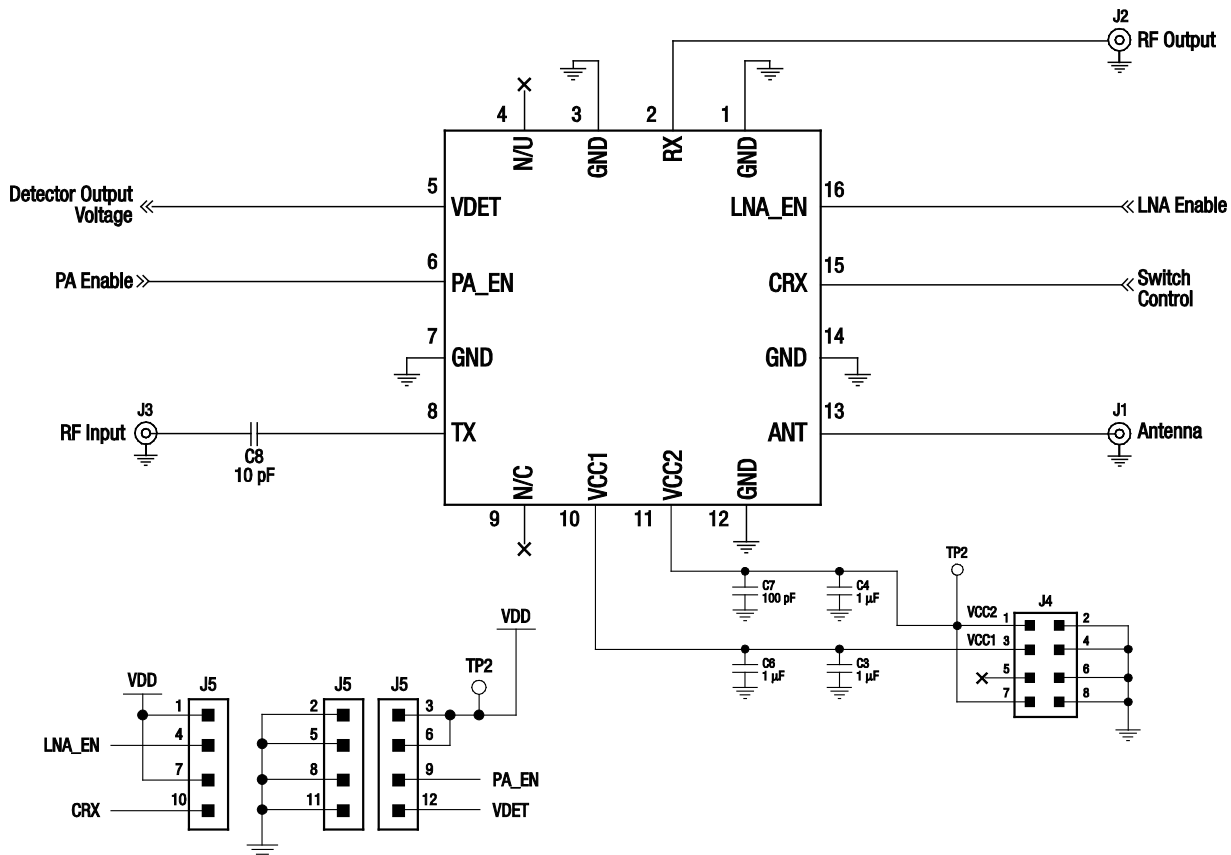 J2
RF Output
4
3
2
1
N/U
GND
RX
GND
Detector Output
Voltage
5
VDET
LNA_EN
16
LNA Enable
PA Enable
6
PA_EN
CRX
15
Switch
Control
7
GND
GND
14
RF Input
J3
C8
10 pF
8
TX
ANT
13
J1
Antenna
N/C
VCC1
VCC2
GND
9
10
11
12
C7
100 pF
C4
1 µF
TP2
J4
VCC2
1
2
C6
1 µF
C3
1 µF
VCC1
3
4
5
6
7
8
VDD
J5
1
LNA_EN
4
7
CRX
10
J5
2
5
8
11
J5
TP2
VDD
3
6
9
PA_EN
12
VDET